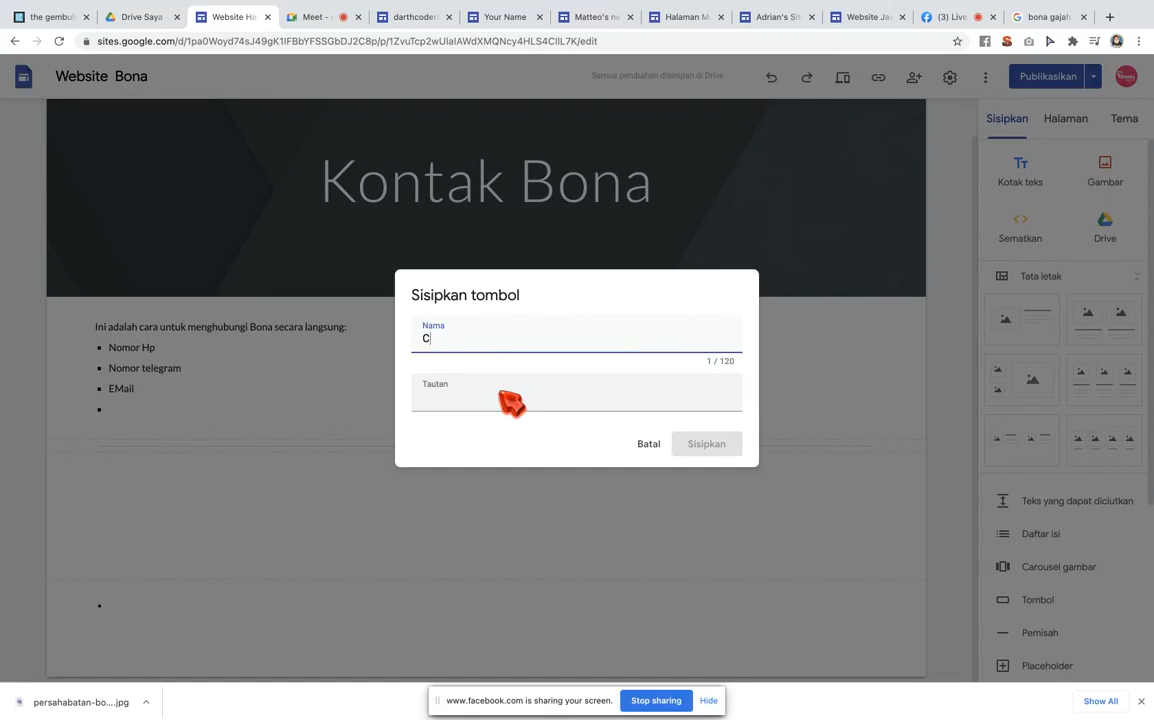 the gembul
Drive Saya
Website Ha
Meet -
darthcoder
Your Name
Matteo's ne
Halaman M
Adrian's Si
Website Ja
(3) Live
bona gajah
sites.google.com/d/1pa0Woyd74sJ49gK1IFBbYFSSGbDJ2C8p/p/1ZvuTcp2wUlaIAWdXMQNcy4HLS4CIlL7K/edit
Website Bona
Semua perubahan disimpan di Drive
Publikasikan
Sisipkan
Halaman
Tema
Kontak Bona
Kotak teks
Gambar
Sematkan
Drive
Tata letak
Sisipkan tombol
Nama
C
1 / 120
Tautan
Batal
Sisipkan
Ini adalah cara untuk menghubungi Bona secara langsung:
Nomor Hp
Nomor telegram
EMail
Teks yang dapat diciutkan
Daftar isi
Carousel gambar
Tombol
Pemisah
Placeholder
persahabatan-bo....jpg
www.facebook.com is sharing your screen.
Stop sharing
Hide
Show All